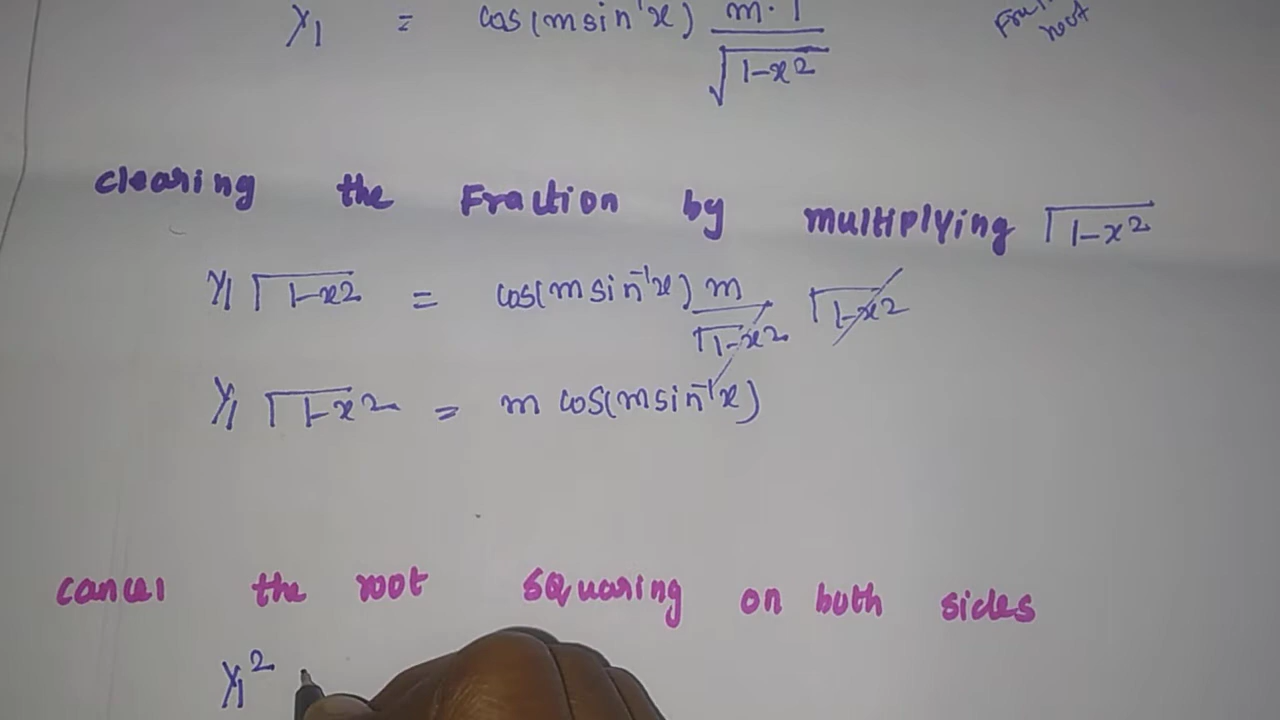 y₁ = cos(m sin⁻¹x) m·1/√1-x²
root
clearing the Fraction by multiplying √1-x²
y₁ √1-x² = cos(m sin⁻¹x) m/√1-x² √1-x²
y₁ √1-x² = m cos(m sin⁻¹x)
cancel the root squaring on both sides
y₁²